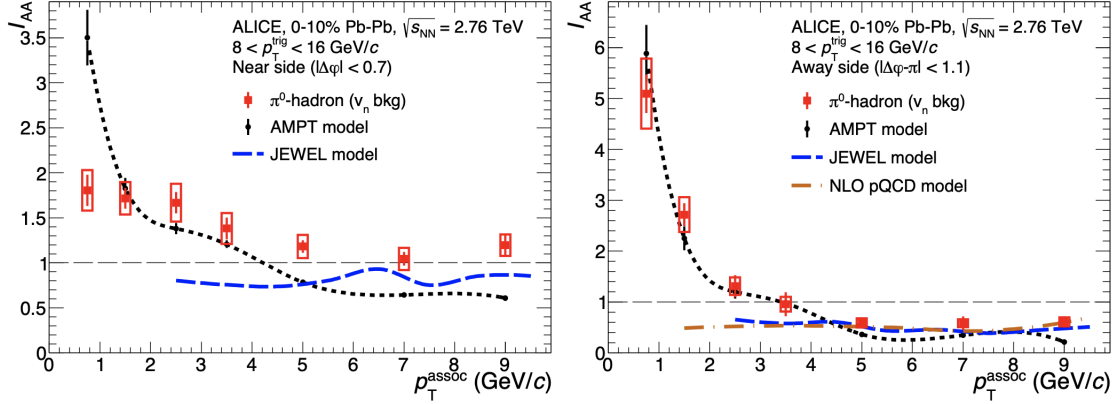 I_AA
ALICE, 0-10% Pb-Pb, √s_NN = 2.76 TeV
8 < p_T^trig < 16 GeV/c
Near side (|Δφ| < 0.7)
π⁰-hadron (v_n bkg)
AMPT model
JEWEL model
3.5
3
2.5
2
1.5
1
0.5
0
0 1 2 3 4 5 6 7 8 9
p_T^assoc (GeV/c)
I_AA
ALICE, 0-10% Pb-Pb, √s_NN = 2.76 TeV
8 < p_T^trig < 16 GeV/c
Away side (|Δφ-π| < 1.1)
π⁰-hadron (v_n bkg)
AMPT model
JEWEL model
NLO pQCD model
6
5
4
3
2
1
0
0 1 2 3 4 5 6 7 8 9
p_T^assoc (GeV/c)